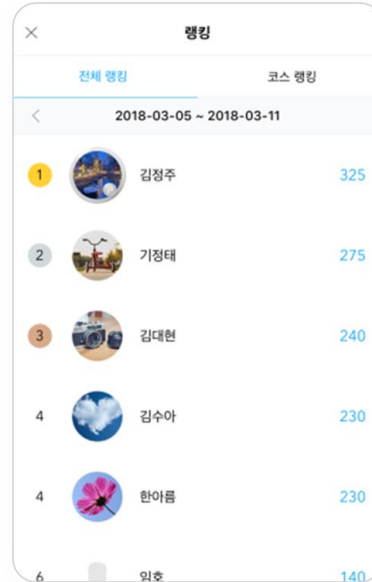 랭킹
전체 랭킹 코스 랭킹
2018-03-05 ~ 2018-03-11
1 김정주 325
2 기정태 275
3 김대현 240
4 김수아 230
4 한아름 230
6 임호 140